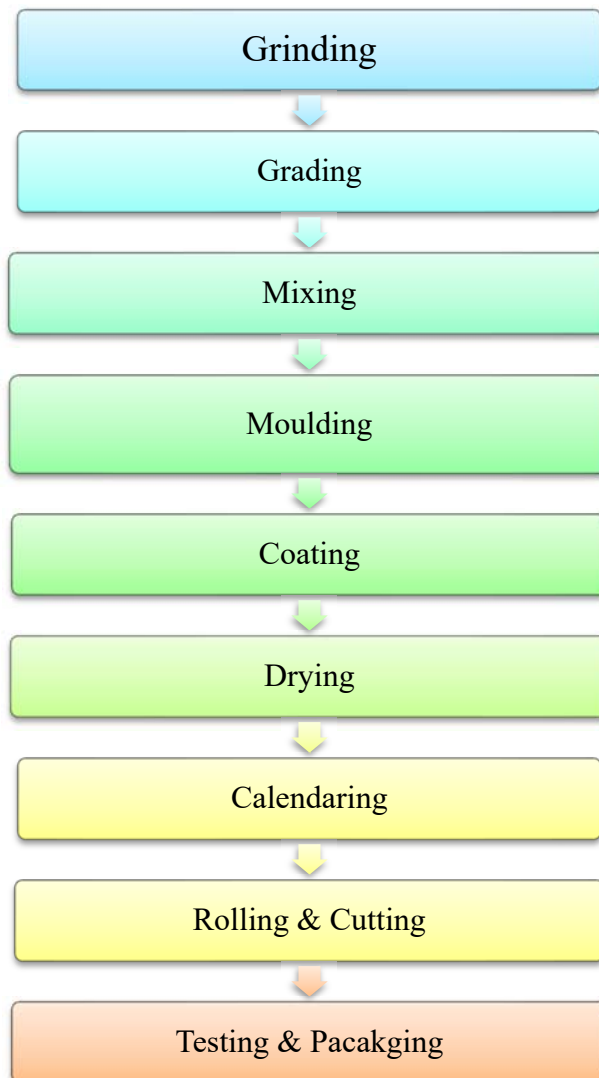 Grinding
Grading
Mixing
Moulding
Coating
Drying
Calendaring
Rolling & Cutting
Testing & Pacakging